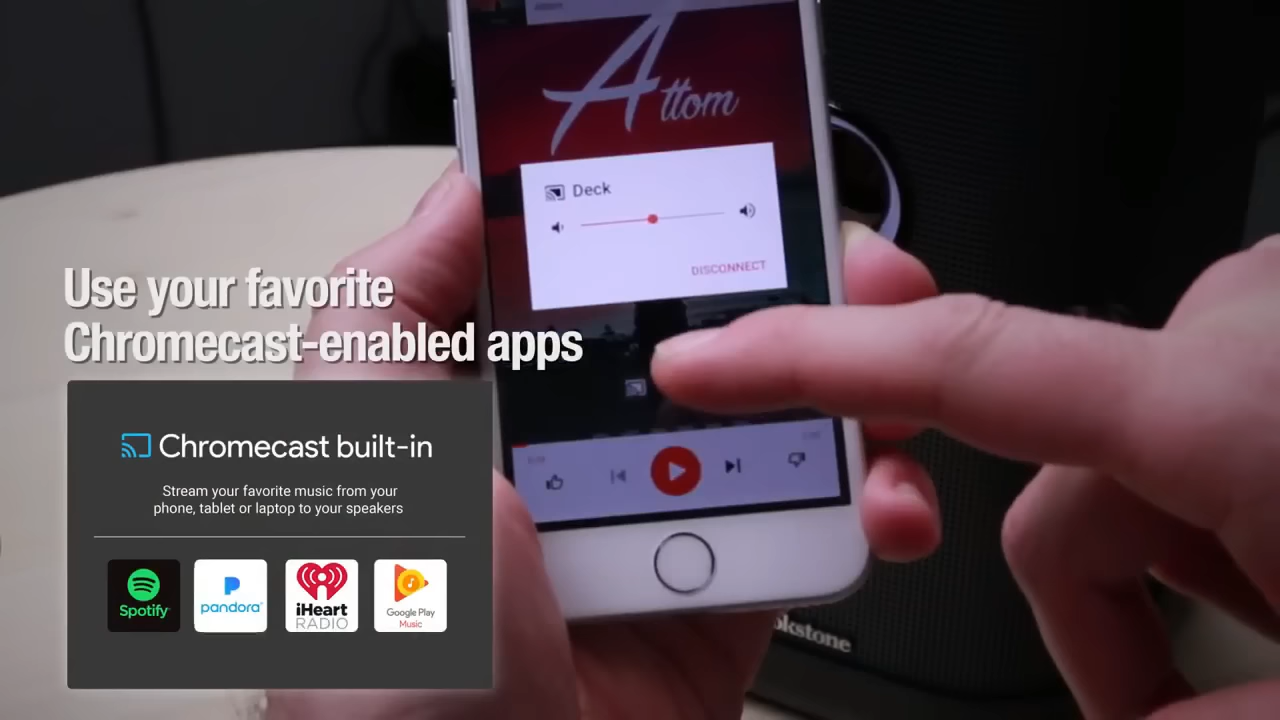 Attom
Deck
DISCONNECT
Use your favorite
Chromecast-enabled apps
Chromecast built-in
Stream your favorite music from your
phone, tablet or laptop to your speakers
Spotify
pandora
iHeart
RADIO
Google Play
Music
okstone